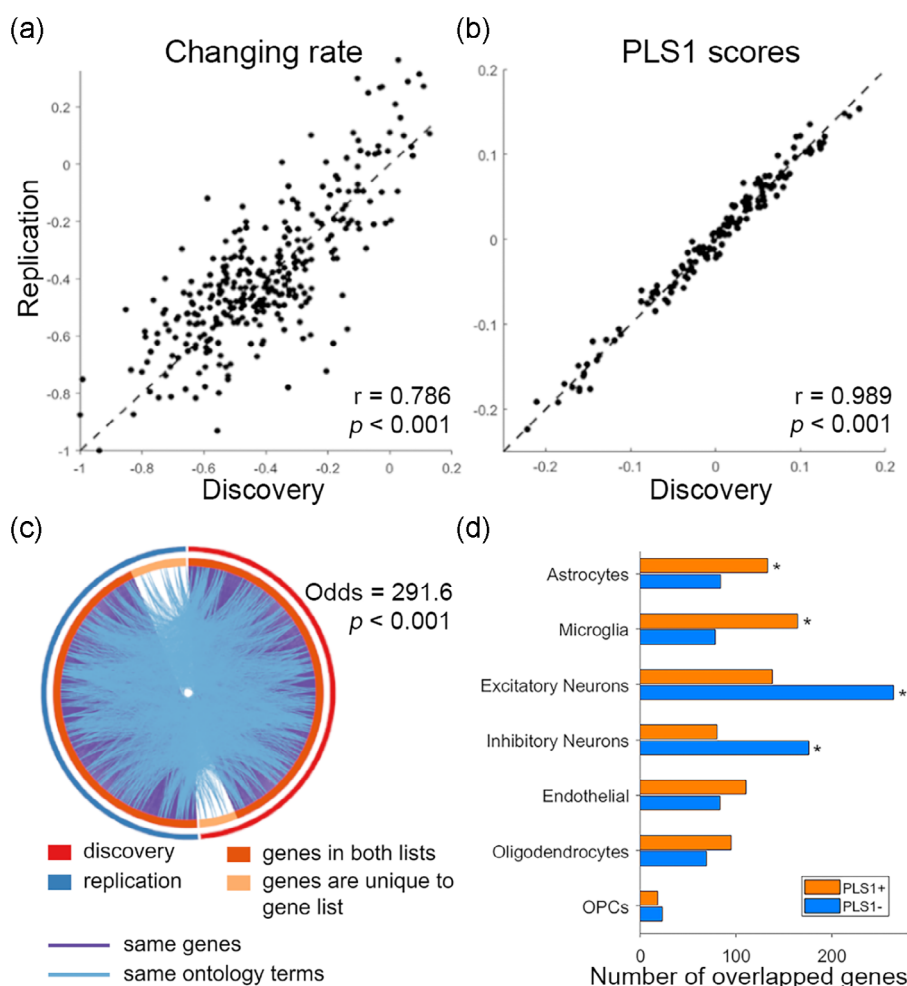 (a)
Changing rate
0.2
0
-0.2
-0.4
-0.6
-0.8
-1
Replication
-1
-0.8
-0.6
-0.4
-0.2
0
0.2
Discovery
r = 0.786
p < 0.001
(b)
PLS1 scores
0.2
0.1
0
-0.1
-0.2
-0.2
-0.1
0
0.1
0.2
Discovery
r = 0.989
p < 0.001
(c)
Odds = 291.6
p < 0.001
discovery
replication
genes in both lists
genes are unique to
gene list
same genes
same ontology terms
(d)
Astrocytes
*
Microglia
*
Excitatory Neurons
*
Inhibitory Neurons
*
Endothelial
Oligodendrocytes
OPCs
PLS1+
PLS1-
0
100
200
Number of overlapped genes